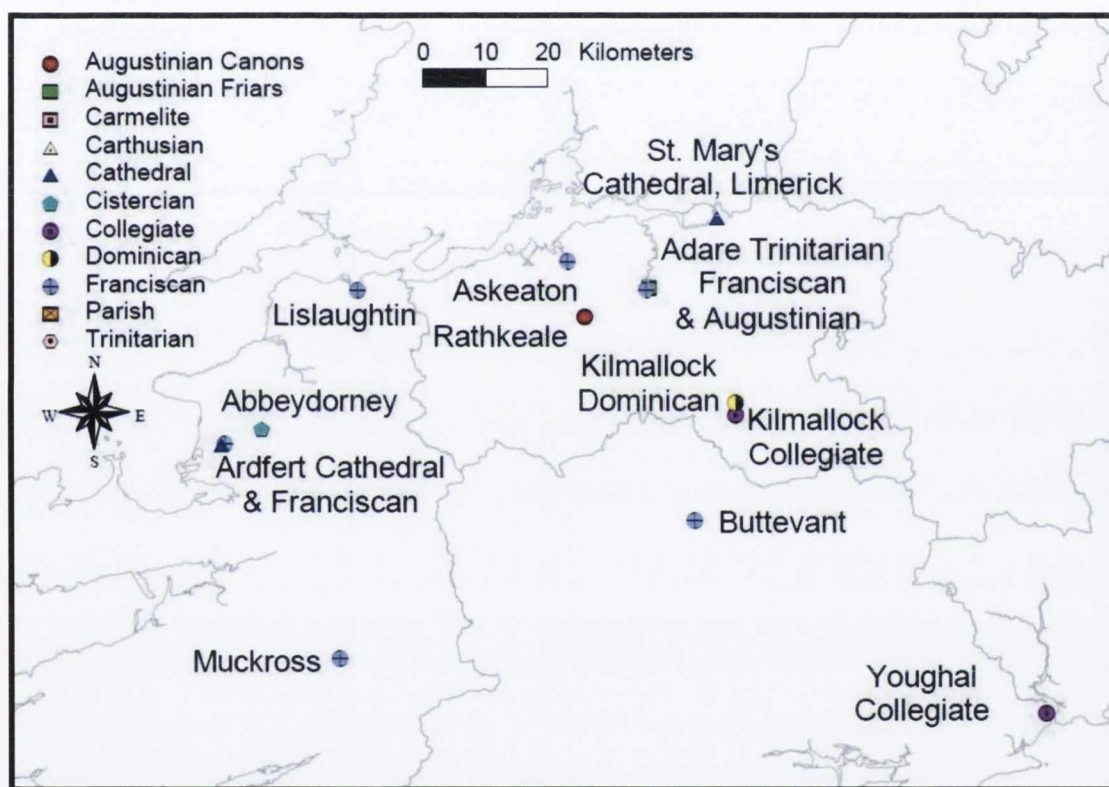 Augustinian Canons
Augustinian Friars
Carmelite
Carthusian
Cathedral
Cistercian
Collegiate
Dominican
Franciscan
Parish
Trinitarian
N
W E
S
0 10 20 Kilometers
St. Mary's
Cathedral, Limerick
Adare Trinitarian
Franciscan
& Augustinian
Askeaton
Rathkeale
Lislaughtin
Kilmallock
Dominican
Kilmallock
Collegiate
Abbeydorney
Ardfert Cathedral
& Franciscan
Buttevant
Muckross
Youghal
Collegiate